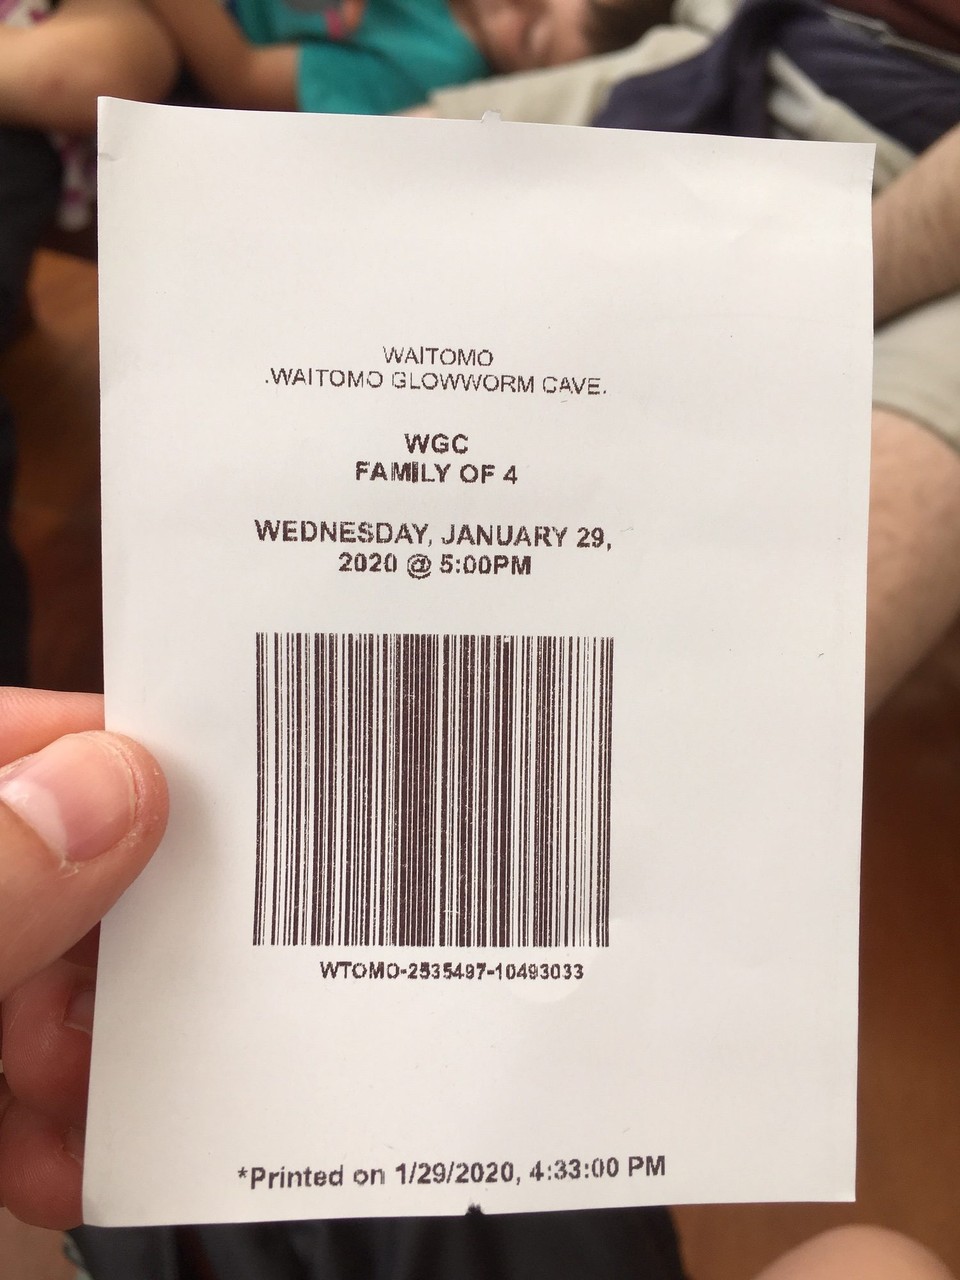 WAITOMO
.WAITOMO GLOWWORM CAVE.
WGC
FAMILY OF 4
WEDNESDAY, JANUARY 29,
2020 @ 5:00PM
WTOMO-2535497-10493033
*Printed on 1/29/2020, 4:33:00 PM